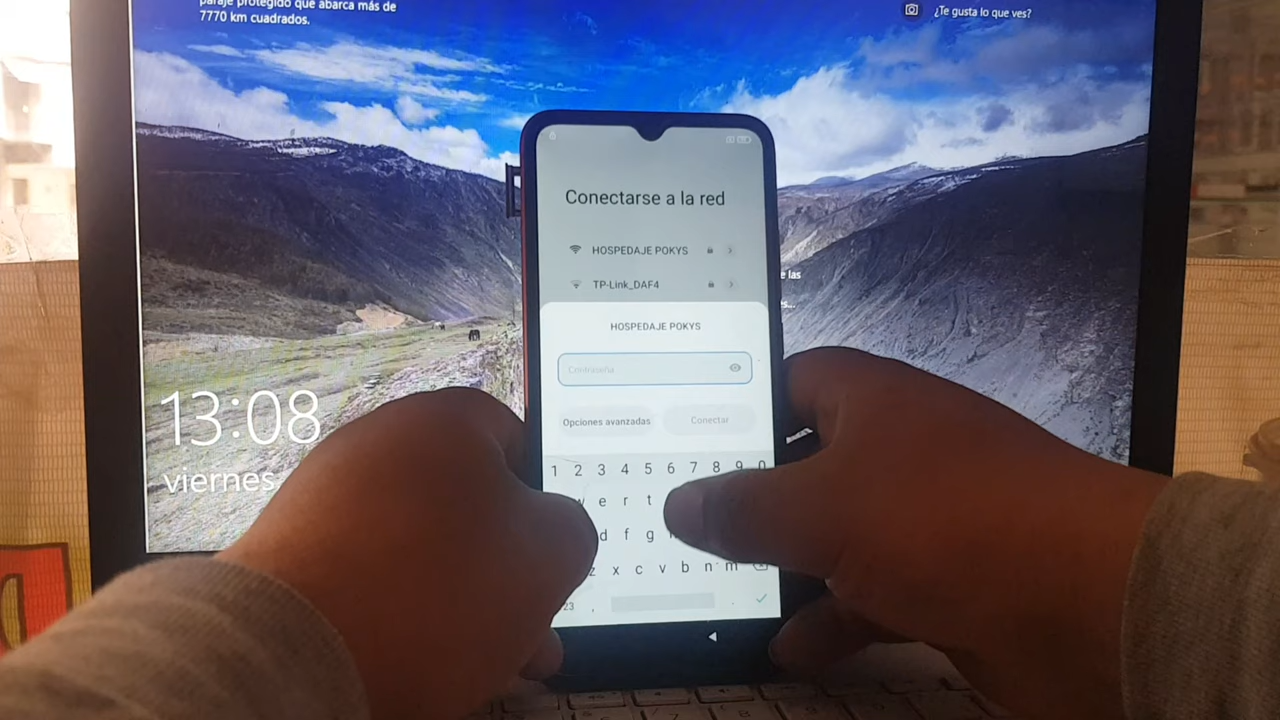 paraje protegido que abarca más de
7770 km cuadrados.
¿Te gusta lo que ves?
Conectarse a la red
HOSPEDAJE POKYS
TP-Link_DAF4
e las
HOSPEDAJE POKYS
Contraseña
Opciones avanzadas
Conectar
13:08
viernes
1 2 3 4 5 6 7 8 9 0
w e r t
d f g
z x c v b n m
23 , .